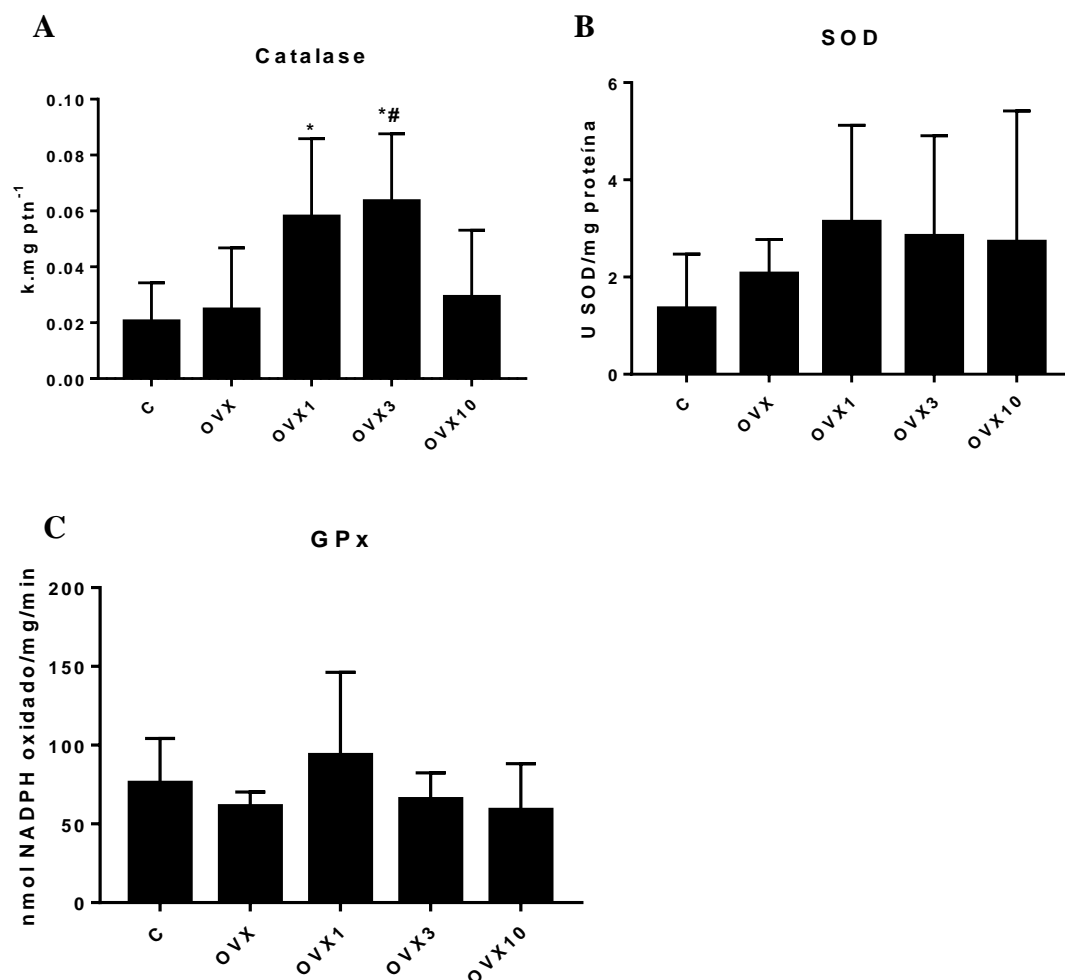 A
Catalase
k.mg ptn-1
0.10
0.08
0.06
0.04
0.02
0.00
*
*#
C
OVX
OVX1
OVX3
OVX10
B
SOD
U SOD/mg proteína
6
4
2
0
C
OVX
OVX1
OVX3
OVX10
C
GPx
nmol NADPH oxidado/mg/min
200
150
100
50
0
C
OVX
OVX1
OVX3
OVX10